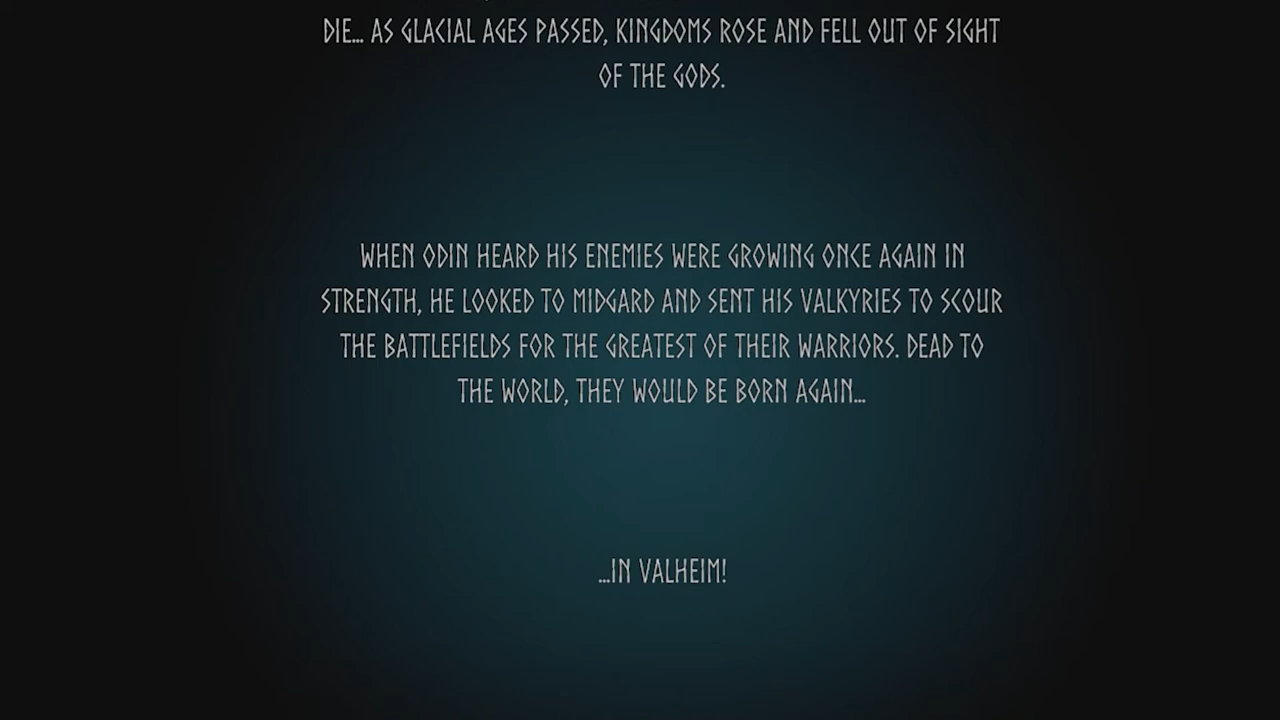 DIE... AS GLACIAL AGES PASSED, KINGDOMS ROSE AND FELL OUT OF SIGHT
OF THE GODS.
WHEN ODIN HEARD HIS ENEMIES WERE GROWING ONCE AGAIN IN
STRENGTH, HE LOOKED TO MIDGARD AND SENT HIS VALKYRIES TO SCOUR
THE BATTLEFIELDS FOR THE GREATEST OF THEIR WARRIORS. DEAD TO
THE WORLD, THEY WOULD BE BORN AGAIN...
...IN VALHEIM!